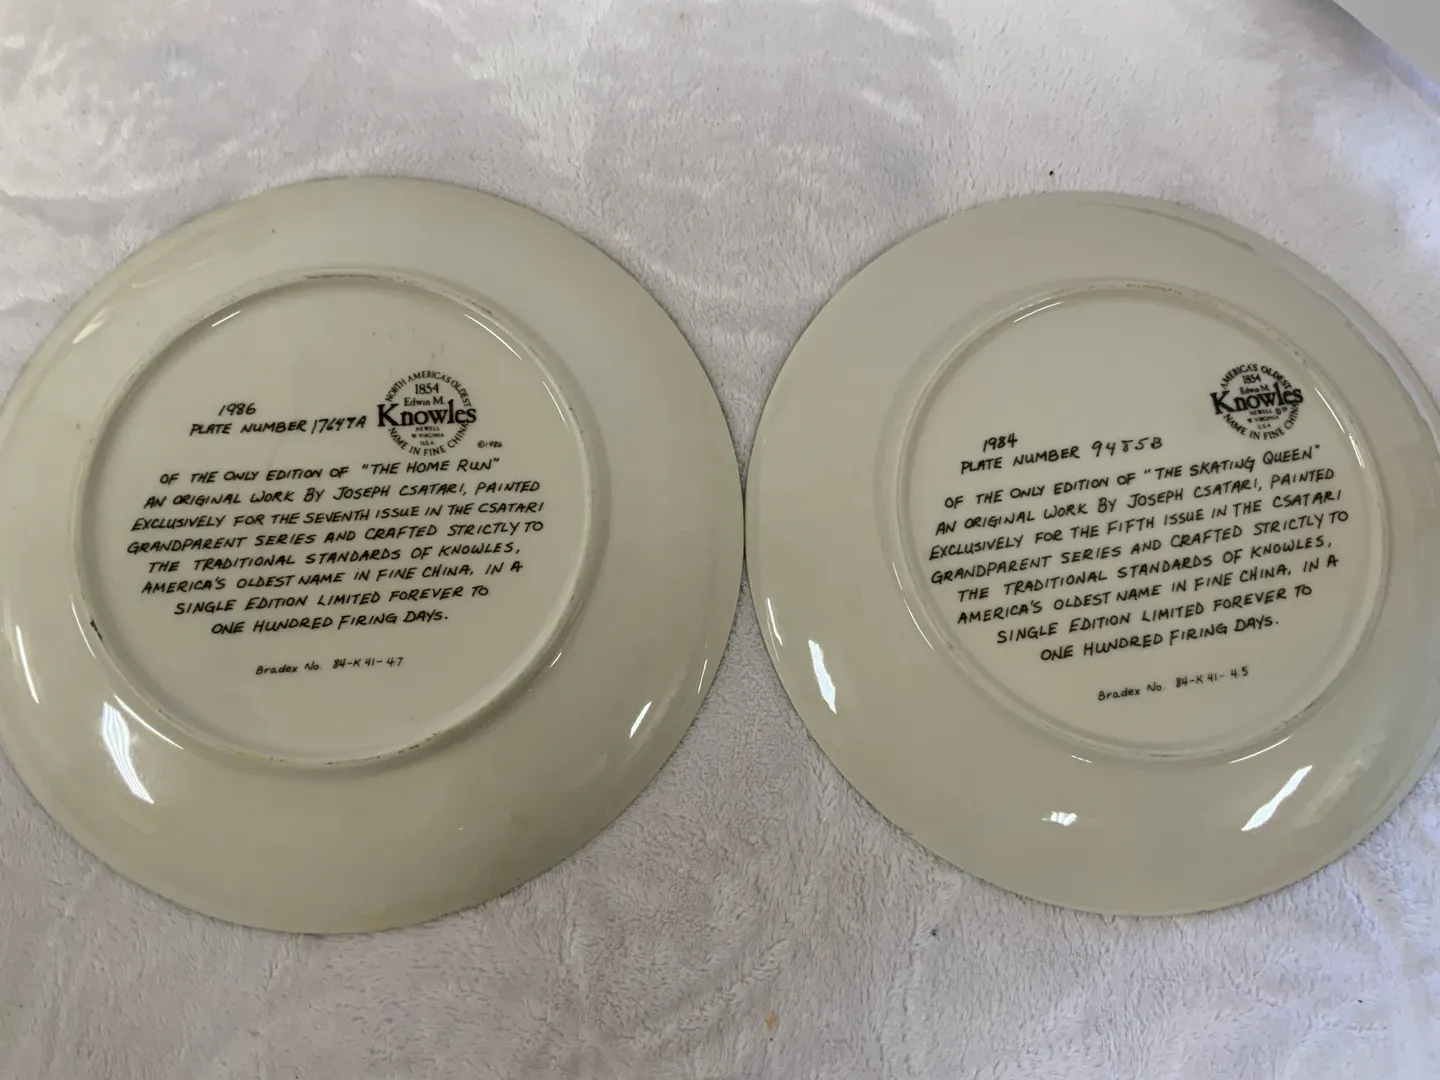 1986
PLATE NUMBER
NORTH AMERICA'S OLDEST
1854
Edwin M.
Knowles
NEWELL
W. VIRGINIA
U.S.A.
NAME IN FINE CHINA
©1986
OF THE ONLY EDITION OF "THE HOME RUN"
AN ORIGINAL WORK BY JOSEPH CSATARI, PAINTED
EXCLUSIVELY FOR THE SEVENTH ISSUE IN THE CSATARI
GRANDPARENT SERIES AND CRAFTED STRICTLY TO
THE TRADITIONAL STANDARDS OF KNOWLES,
AMERICA'S OLDEST NAME IN FINE CHINA, IN A
SINGLE EDITION LIMITED FOREVER TO
ONE HUNDRED FIRING DAYS.
Bradex No. 84-K41-4.7
1984
PLATE NUMBER
AMERICA'S OLDEST
1854
Edwin M.
Knowles
NEWELL
W. VIRGINIA
U.S.A.
NAME IN FINE CHINA
OF THE ONLY EDITION OF "THE SKATING QUEEN"
AN ORIGINAL WORK BY JOSEPH CSATARI, PAINTED
EXCLUSIVELY FOR THE FIFTH ISSUE IN THE CSATARI
GRANDPARENT SERIES AND CRAFTED STRICTLY TO
THE TRADITIONAL STANDARDS OF KNOWLES,
AMERICA'S OLDEST NAME IN FINE CHINA, IN A
SINGLE EDITION LIMITED FOREVER TO
ONE HUNDRED FIRING DAYS.
Bradex No. 84-K41-4.5